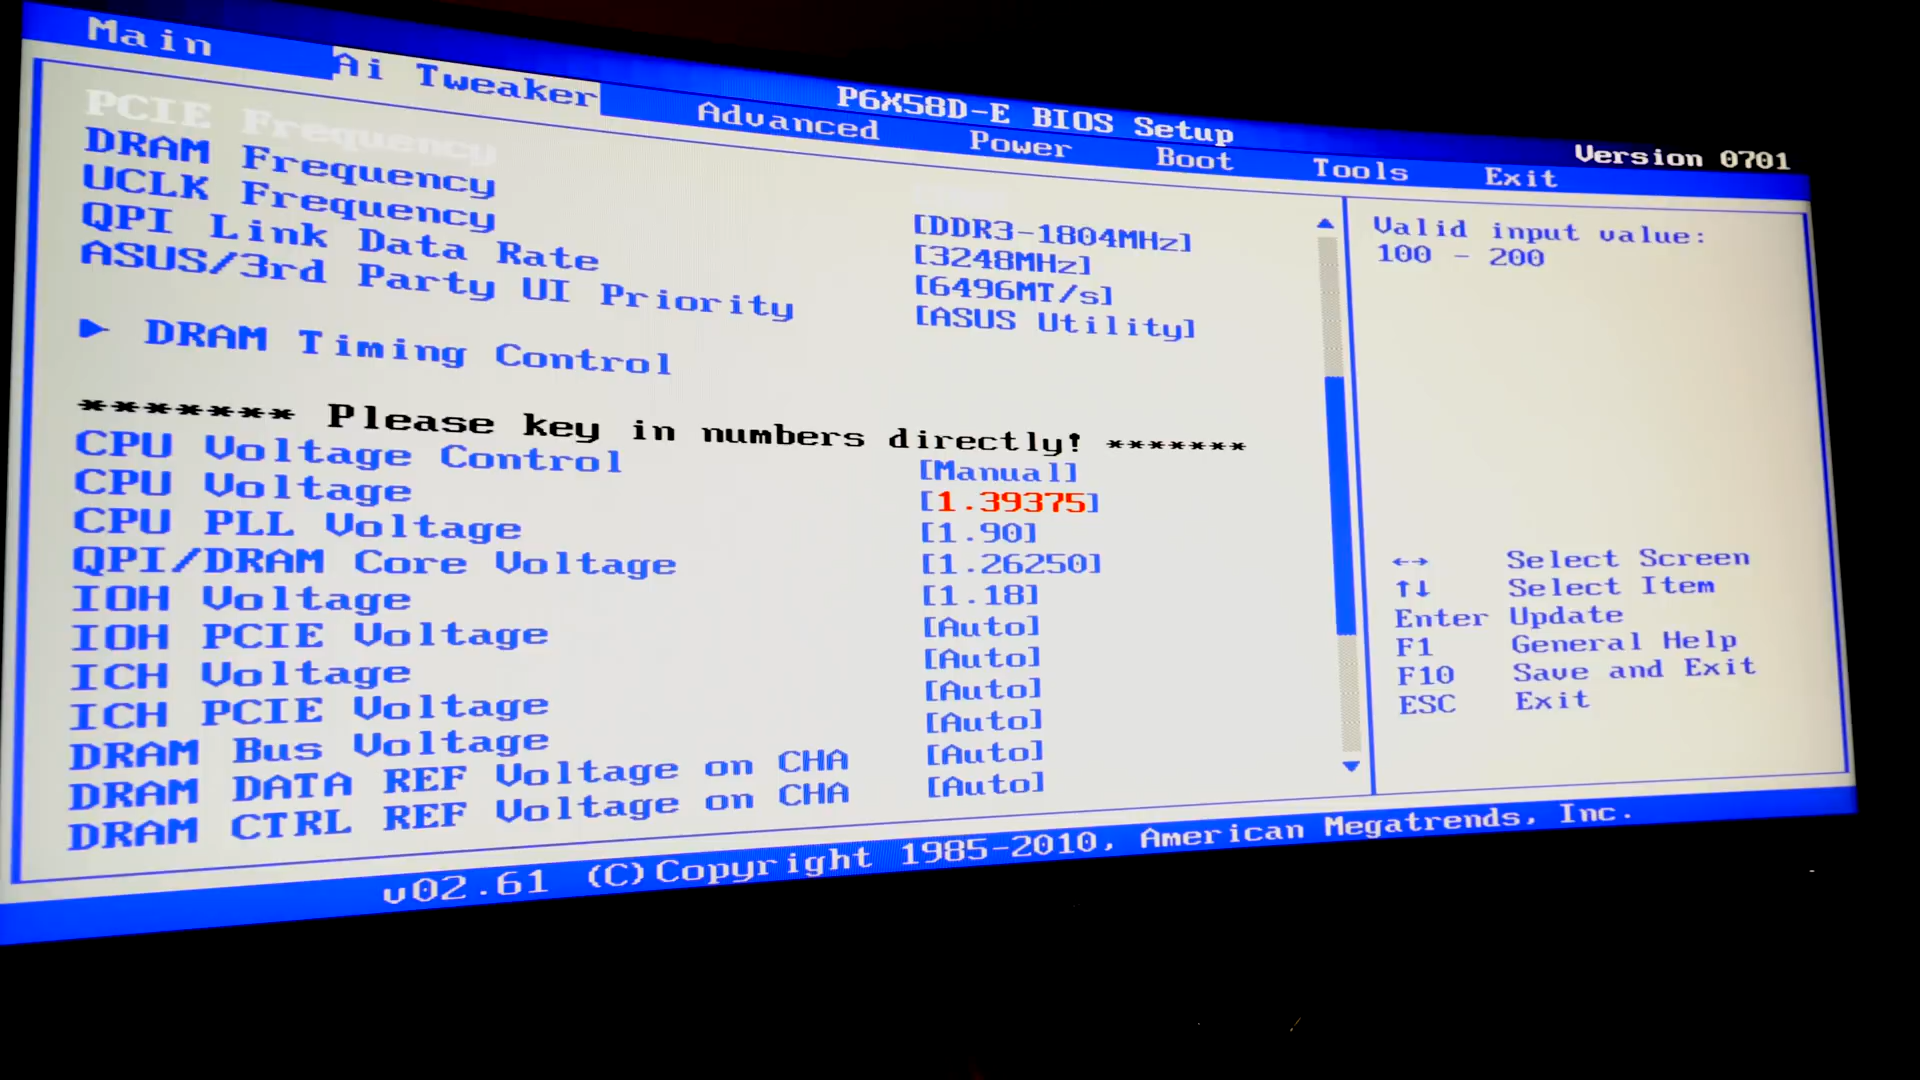 P6X58D-E BIOS Setup
Version 0701
Main Ai Tweaker Advanced Power Boot Tools Exit
PCIE Frequency
DRAM Frequency [DDR3-1804MHz]
UCLK Frequency [3248MHz]
QPI Link Data Rate [6496MT/s]
ASUS/3rd Party UI Priority [ASUS Utility]
DRAM Timing Control
******* Please key in numbers directly! *******
CPU Voltage Control [Manual]
CPU Voltage [1.39375]
CPU PLL Voltage [1.90]
QPI/DRAM Core Voltage [1.26250]
IOH Voltage [1.18]
IOH PCIE Voltage [Auto]
ICH Voltage [Auto]
ICH PCIE Voltage [Auto]
DRAM Bus Voltage [Auto]
DRAM DATA REF Voltage on CHA [Auto]
DRAM CTRL REF Voltage on CHA [Auto]
Valid input value:
100 - 200
←→ Select Screen
↑↓ Select Item
Enter Update
F1 General Help
F10 Save and Exit
ESC Exit
v02.61 (C)Copyright 1985-2010, American Megatrends, Inc.